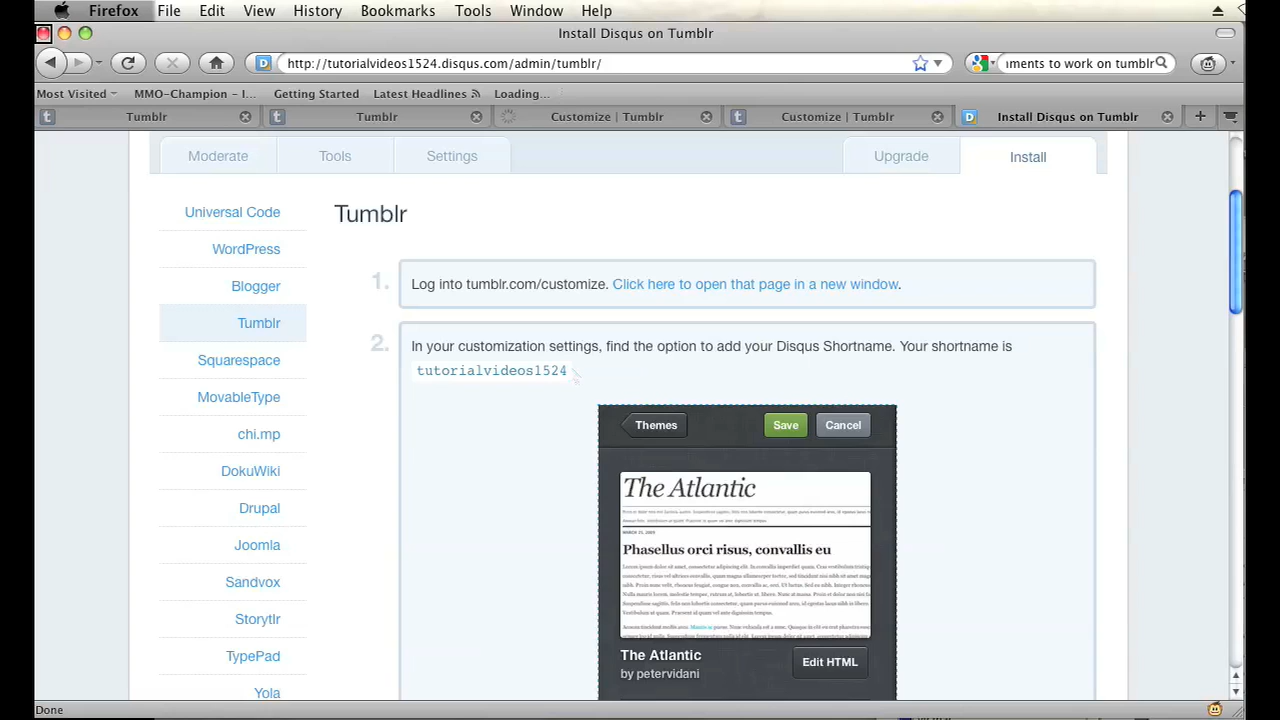 Firefox File Edit View History Bookmarks Tools Window Help
Install Disqus on Tumblr
http://tutorialvideos1524.disqus.com/admin/tumblr/
ments to work on tumblr
Most Visited MMO-Champion - I... Getting Started Latest Headlines Loading...
Tumblr Tumblr Customize | Tumblr Customize | Tumblr Install Disqus on Tumblr
Moderate Tools Settings Upgrade Install
Universal Code
WordPress
Blogger
Tumblr
Squarespace
MovableType
chi.mp
DokuWiki
Drupal
Joomla
Sandvox
Storytlr
TypePad
Yola
Tumblr
1. Log into tumblr.com/customize. Click here to open that page in a new window.
2. In your customization settings, find the option to add your Disqus Shortname. Your shortname is
tutorialvideos1524
Themes Save Cancel
The Atlantic
Phasellus orci risus, convallis eu
The Atlantic
by petervidani
Edit HTML
Done